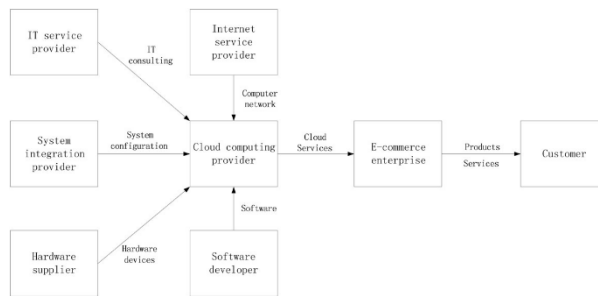 IT service
provider
Internet
service
provider
IT
consulting
Computer
network
System
integration
provider
System
configuration
Cloud computing
provider
Cloud
Services
E-commerce
enterprise
Products
Services
Customer
Software
Hardware
devices
Hardware
supplier
Software
developer